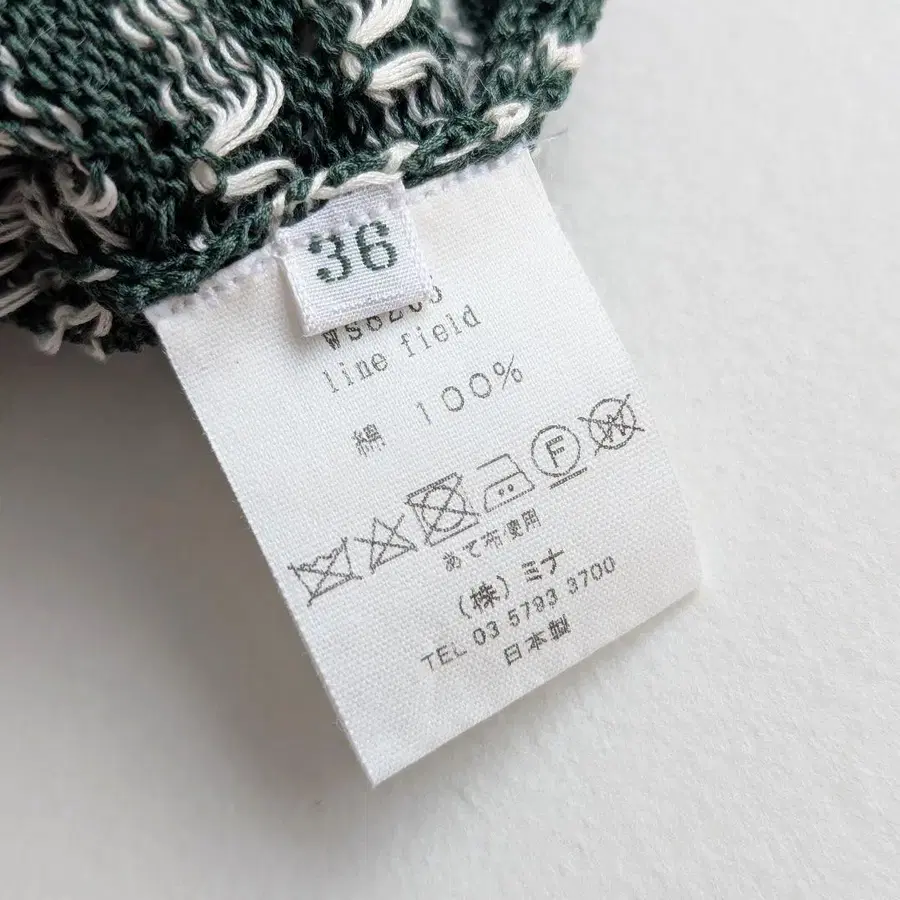 36
line field
綿 100%
F W
あて布使用
(株) ミナ
TEL 03 5793 3700
日本製